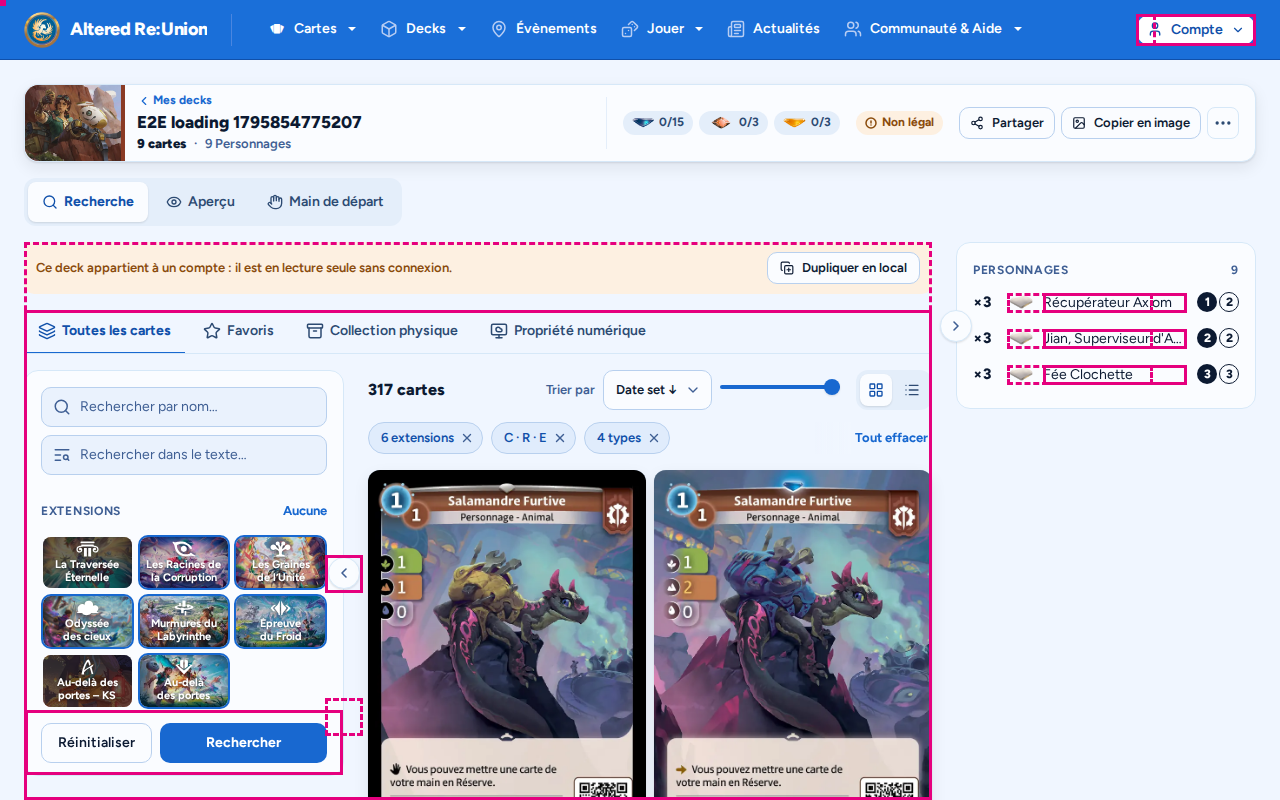 Altered Re:Union
Cartes
Decks
Évènements
Jouer
Actualités
Communauté & Aide
Compte
Mes decks
E2E loading 1795854775207
9 cartes · 9 Personnages
0/15
0/3
0/3
Non légal
Partager
Copier en image
Recherche
Aperçu
Main de départ
Ce deck appartient à un compte : il est en lecture seule sans connexion.
Dupliquer en local
Toutes les cartes
Favoris
Collection physique
Propriété numérique
Rechercher par nom…
Rechercher dans le texte…
EXTENSIONS
Aucune
La Traversée
Éternelle
Les Racines de
la Corruption
Les Graines
de l'Unité
Odyssée
des cieux
Murmures du
Labyrinthe
Épreuve
du Froid
Au-delà des
portes – KS
Au-delà
des portes
Réinitialiser
Rechercher
317 cartes
Trier par
Date set ↓
6 extensions
C · R · E
4 types
Tout effacer
1
1
Salamandre Furtive
Personnage - Animal
1
1
0
Vous pouvez mettre une carte de
votre main en Réserve.
1
1
Salamandre Furtive
Personnage - Animal
1
2
0
Vous pouvez mettre une carte de
votre main en Réserve.
PERSONNAGES
9
×3
Récupérateur Axiom
1
2
×3
Jian, Superviseur d'A…
2
2
×3
Fée Clochette
3
3